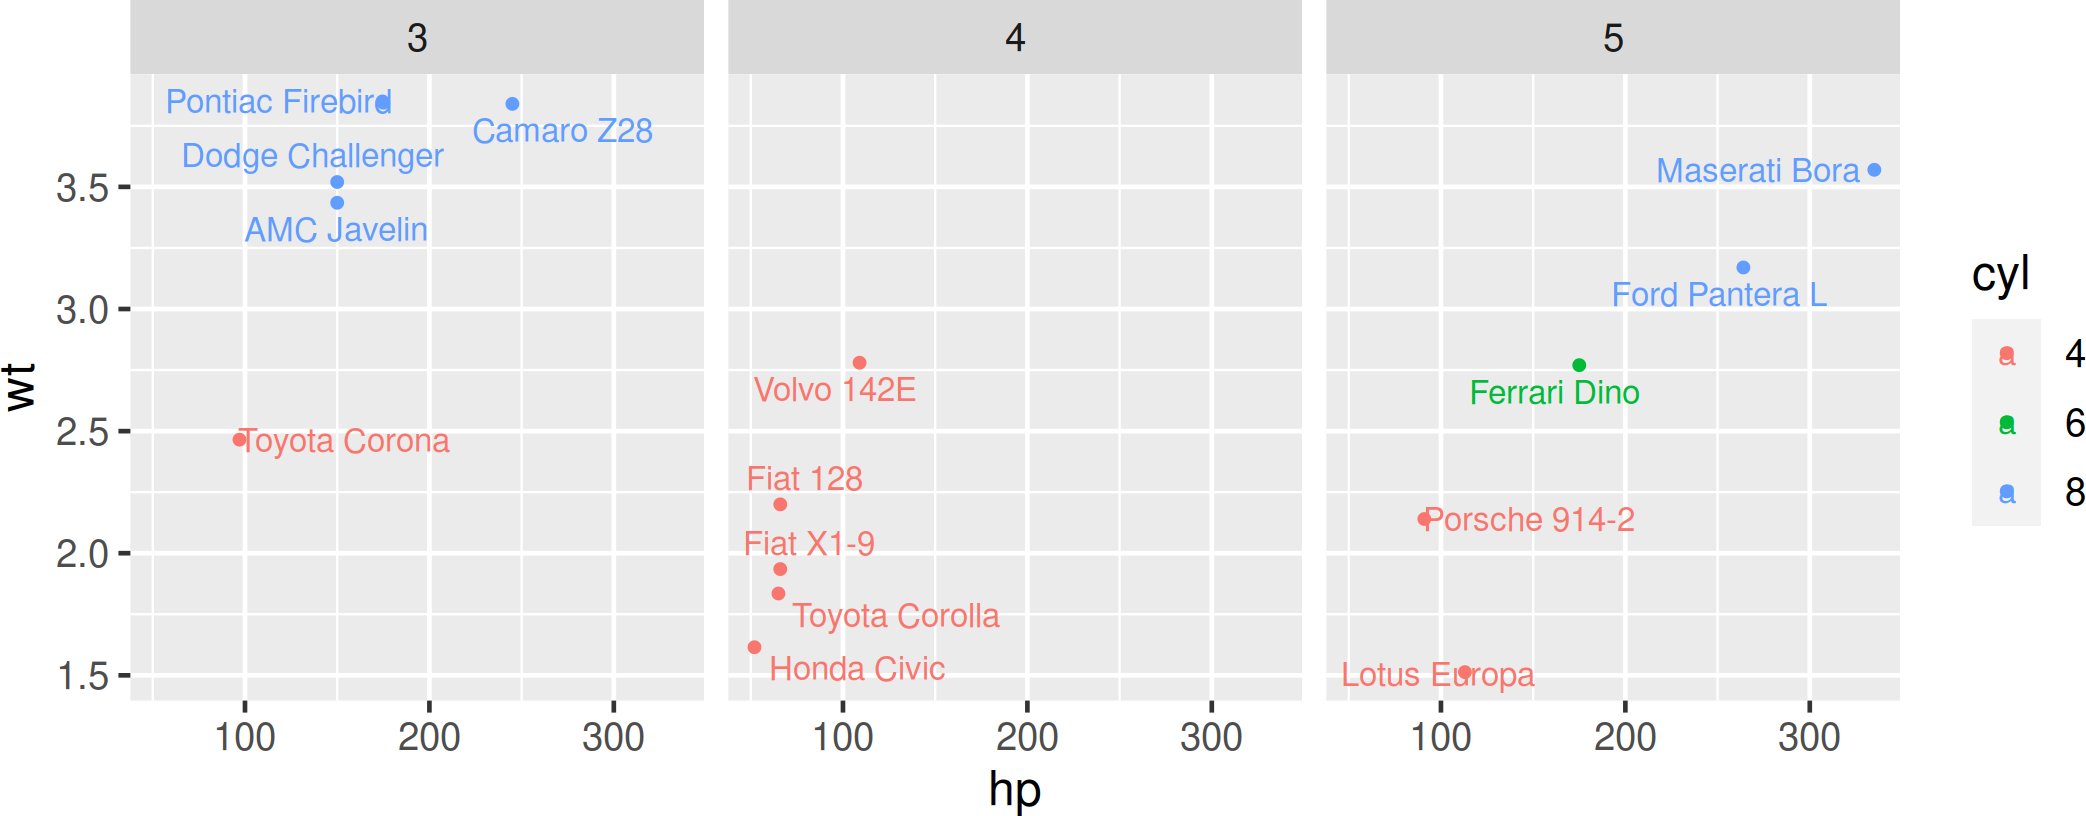 3 4 5
Pontiac Firebird
Camaro Z28
Dodge Challenger
AMC Javelin
Toyota Corona
Volvo 142E
Fiat 128
Fiat X1-9
Toyota Corolla
Honda Civic
Maserati Bora
Ford Pantera L
Ferrari Dino
Porsche 914-2
Lotus Europa
3.5
3.0
2.5
2.0
1.5
wt
100 200 300 100 200 300 100 200 300
hp
cyl
a 4
a 6
a 8